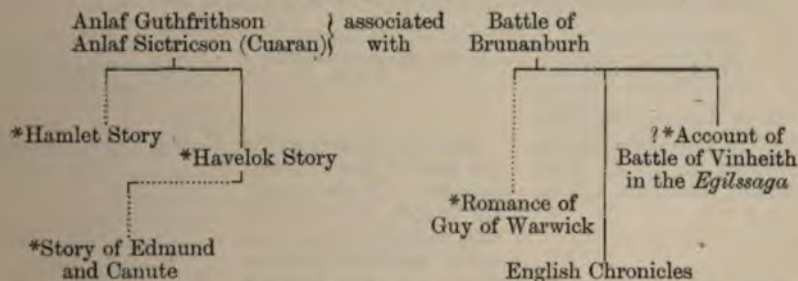 Anlaf Guthfrithson } associated Battle of
Anlaf Sictricson (Cuaran) with Brunanburh
*Hamlet Story
*Havelok Story
?*Account of
Battle of Vinheith
in the Egilssaga
*Romance of
Guy of Warwick
*Story of Edmund
and Canute
English Chronicles